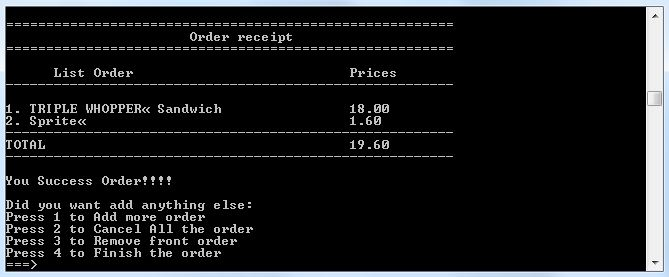 =========================================================
Order receipt
=========================================================
List Order Prices
---------------------------------------------------------
1. TRIPLE WHOPPER« Sandwich 18.00
2. Sprite« 1.60
---------------------------------------------------------
TOTAL 19.60
---------------------------------------------------------
You Success Order!!!!
Did you want add anything else:
Press 1 to Add more order
Press 2 to Cancel All the order
Press 3 to Remove front order
Press 4 to Finish the order
===>